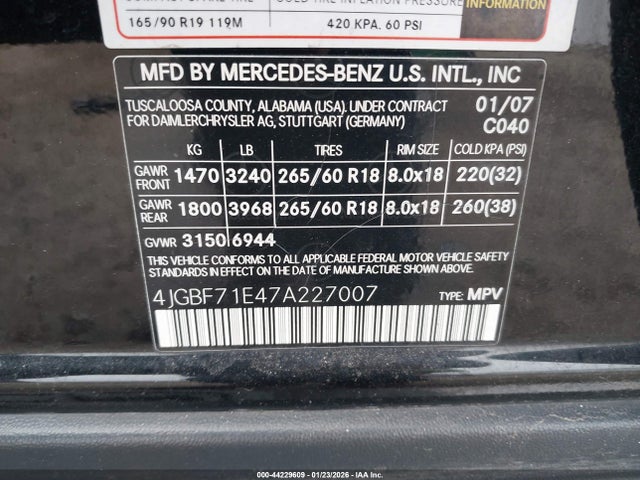 COLD TIRE INFLATION PRESSURE
INFORMATION
165/90 R19 119M 420 KPA. 60 PSI
MFD BY MERCEDES-BENZ U.S. INTL., INC
TUSCALOOSA COUNTY, ALABAMA (USA). UNDER CONTRACT 01/07
FOR DAIMLERCHRYSLER AG, STUTTGART (GERMANY) C040
KG LB TIRES RIM SIZE COLD KPA (PSI)
GAWR FRONT 1470 3240 265/60 R18 8.0x18 220(32)
GAWR REAR 1800 3968 265/60 R18 8.0x18 260(38)
GVWR 3150 6944
THIS VEHICLE CONFORMS TO ALL APPLICABLE FEDERAL MOTOR VEHICLE SAFETY
STANDARDS IN EFFECT ON THE DATE OF MANUFACTURE SHOWN ABOVE.
4JGBF71E47A227007 TYPE: MPV
000-44229609 - 01/23/2026 - IAA Inc.